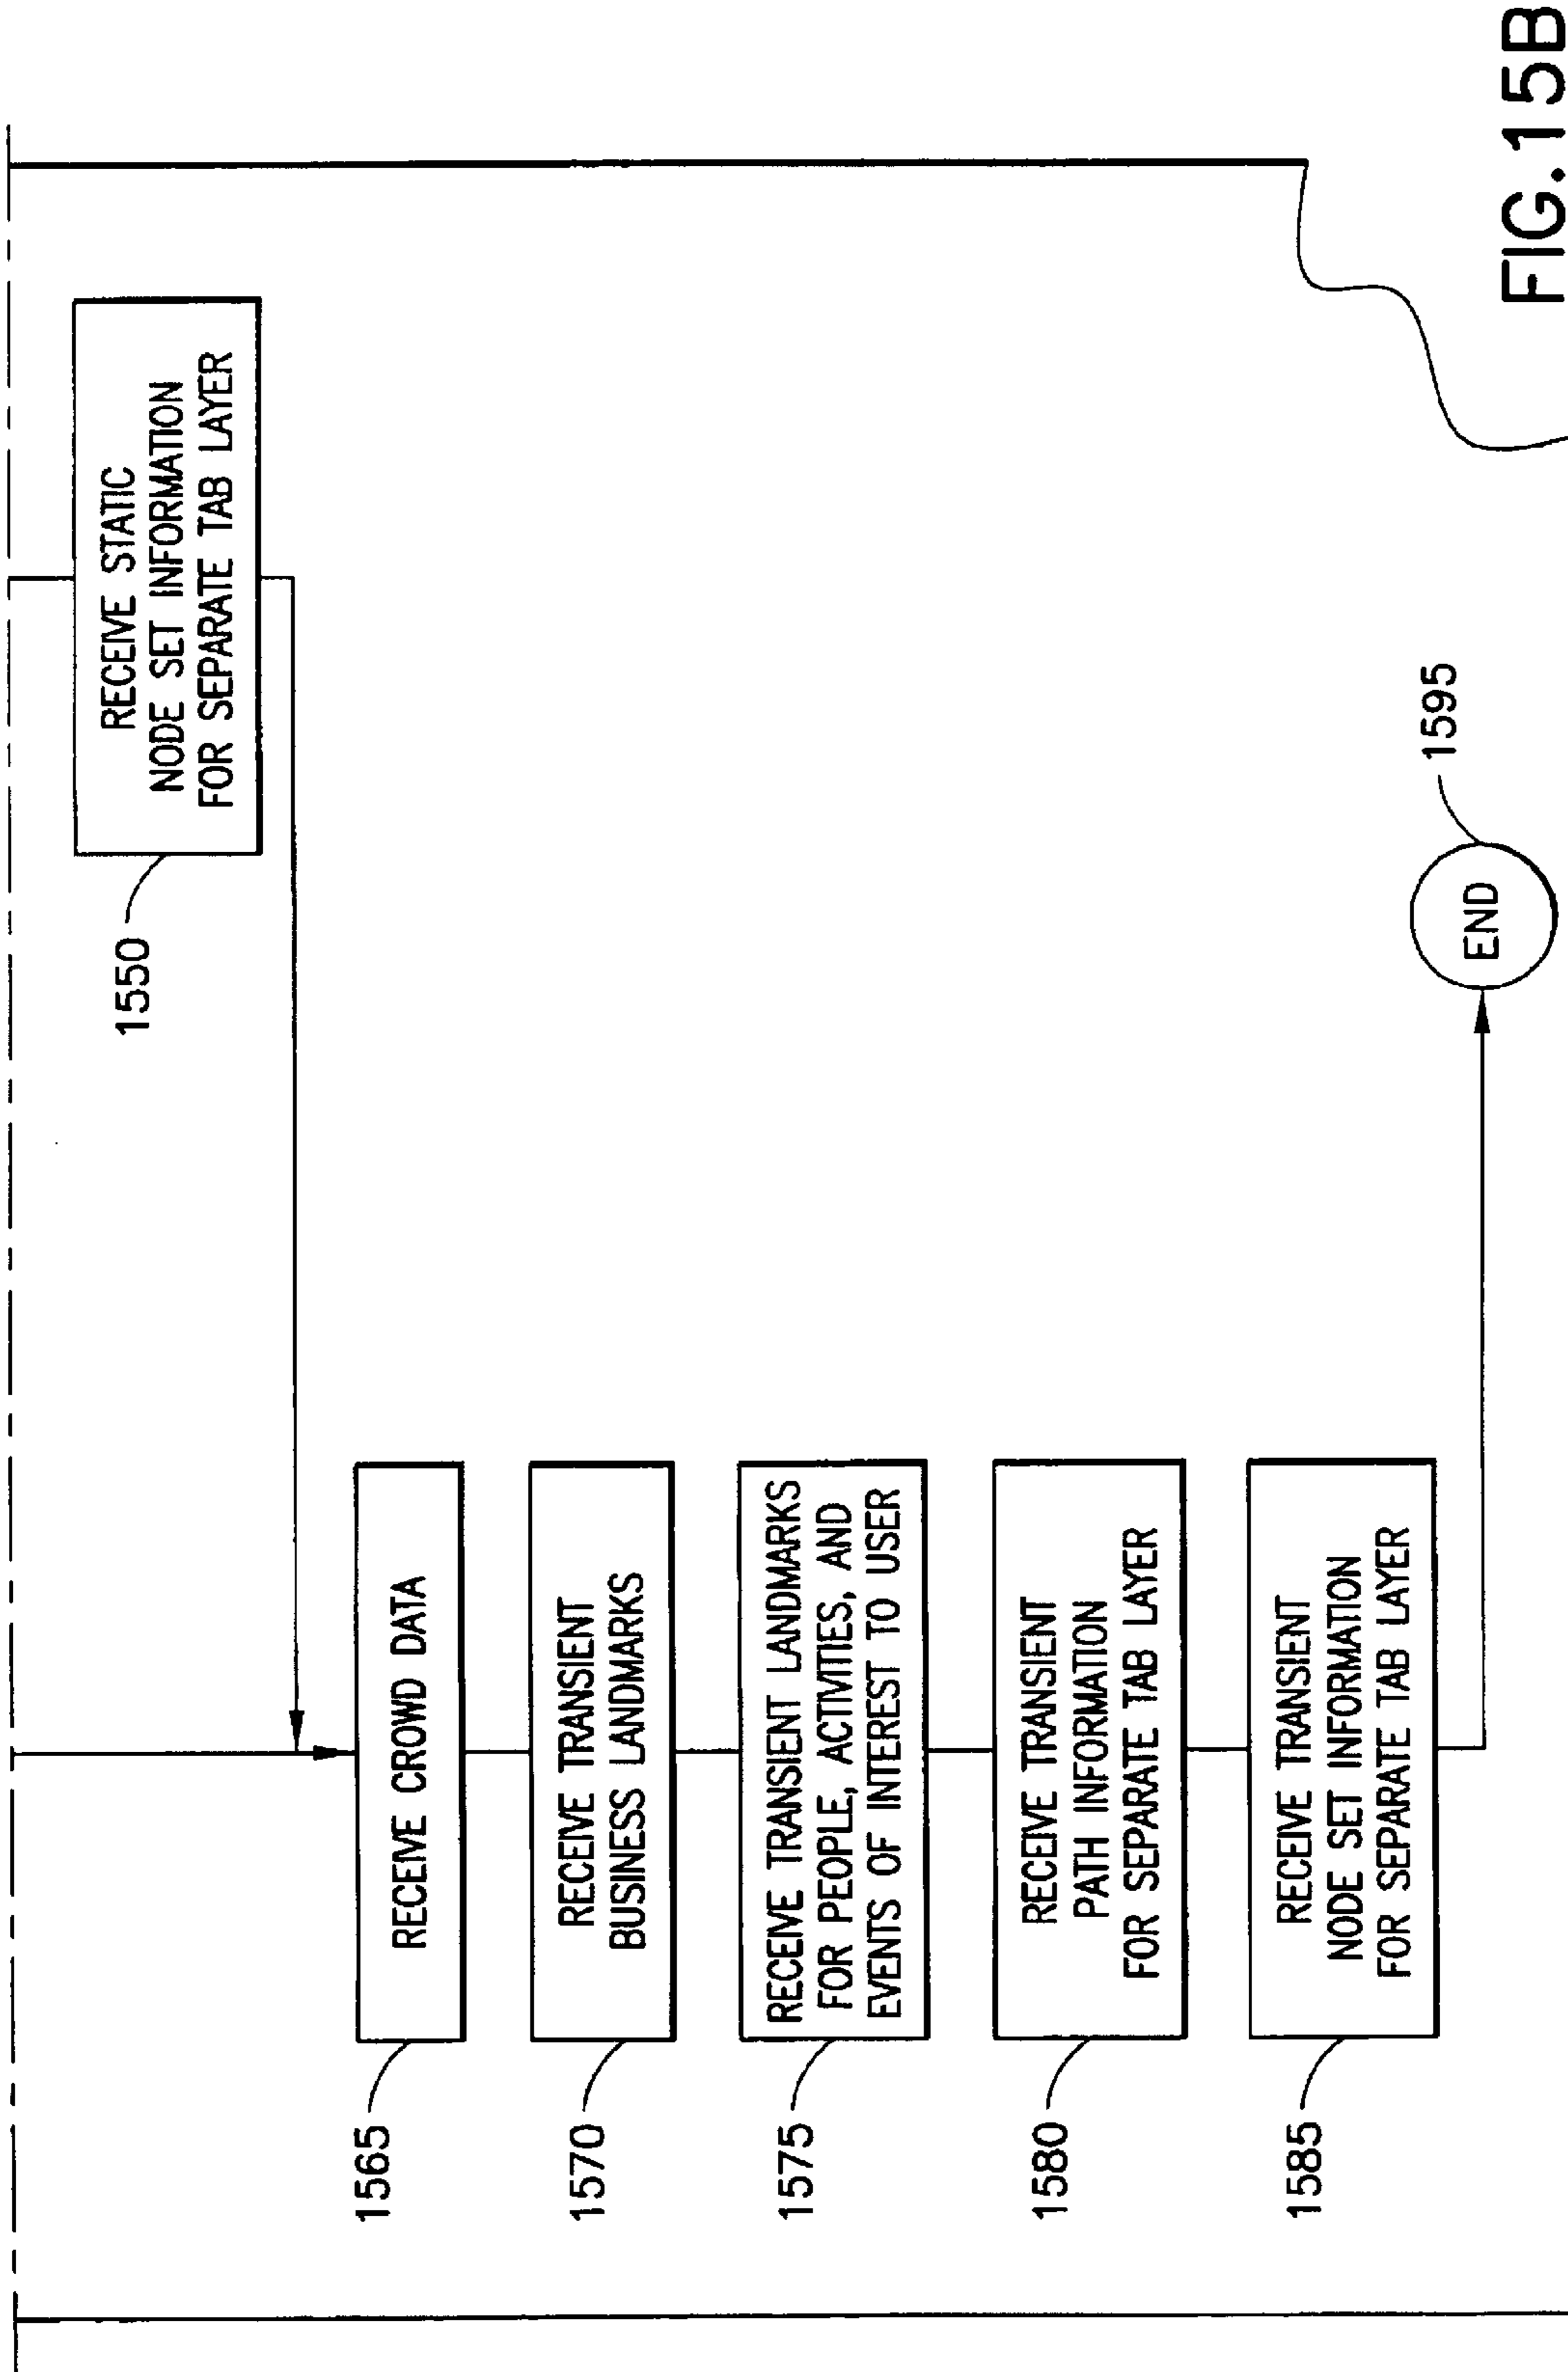 1550
RECEIVE STATIC
NODE SET INFORMATION
FOR SEPARATE TAB LAYER
1565
RECEIVE CROWD DATA
1570
RECEIVE TRANSIENT
BUSINESS LANDMARKS
1575
RECEIVE TRANSIENT LANDMARKS
FOR PEOPLE, ACTIVITIES, AND
EVENTS OF INTEREST TO USER
1580
RECEIVE TRANSIENT
PATH INFORMATION
FOR SEPARATE TAB LAYER
1585
RECEIVE TRANSIENT
NODE SET INFORMATION
FOR SEPARATE TAB LAYER
1595
END
FIG.15B